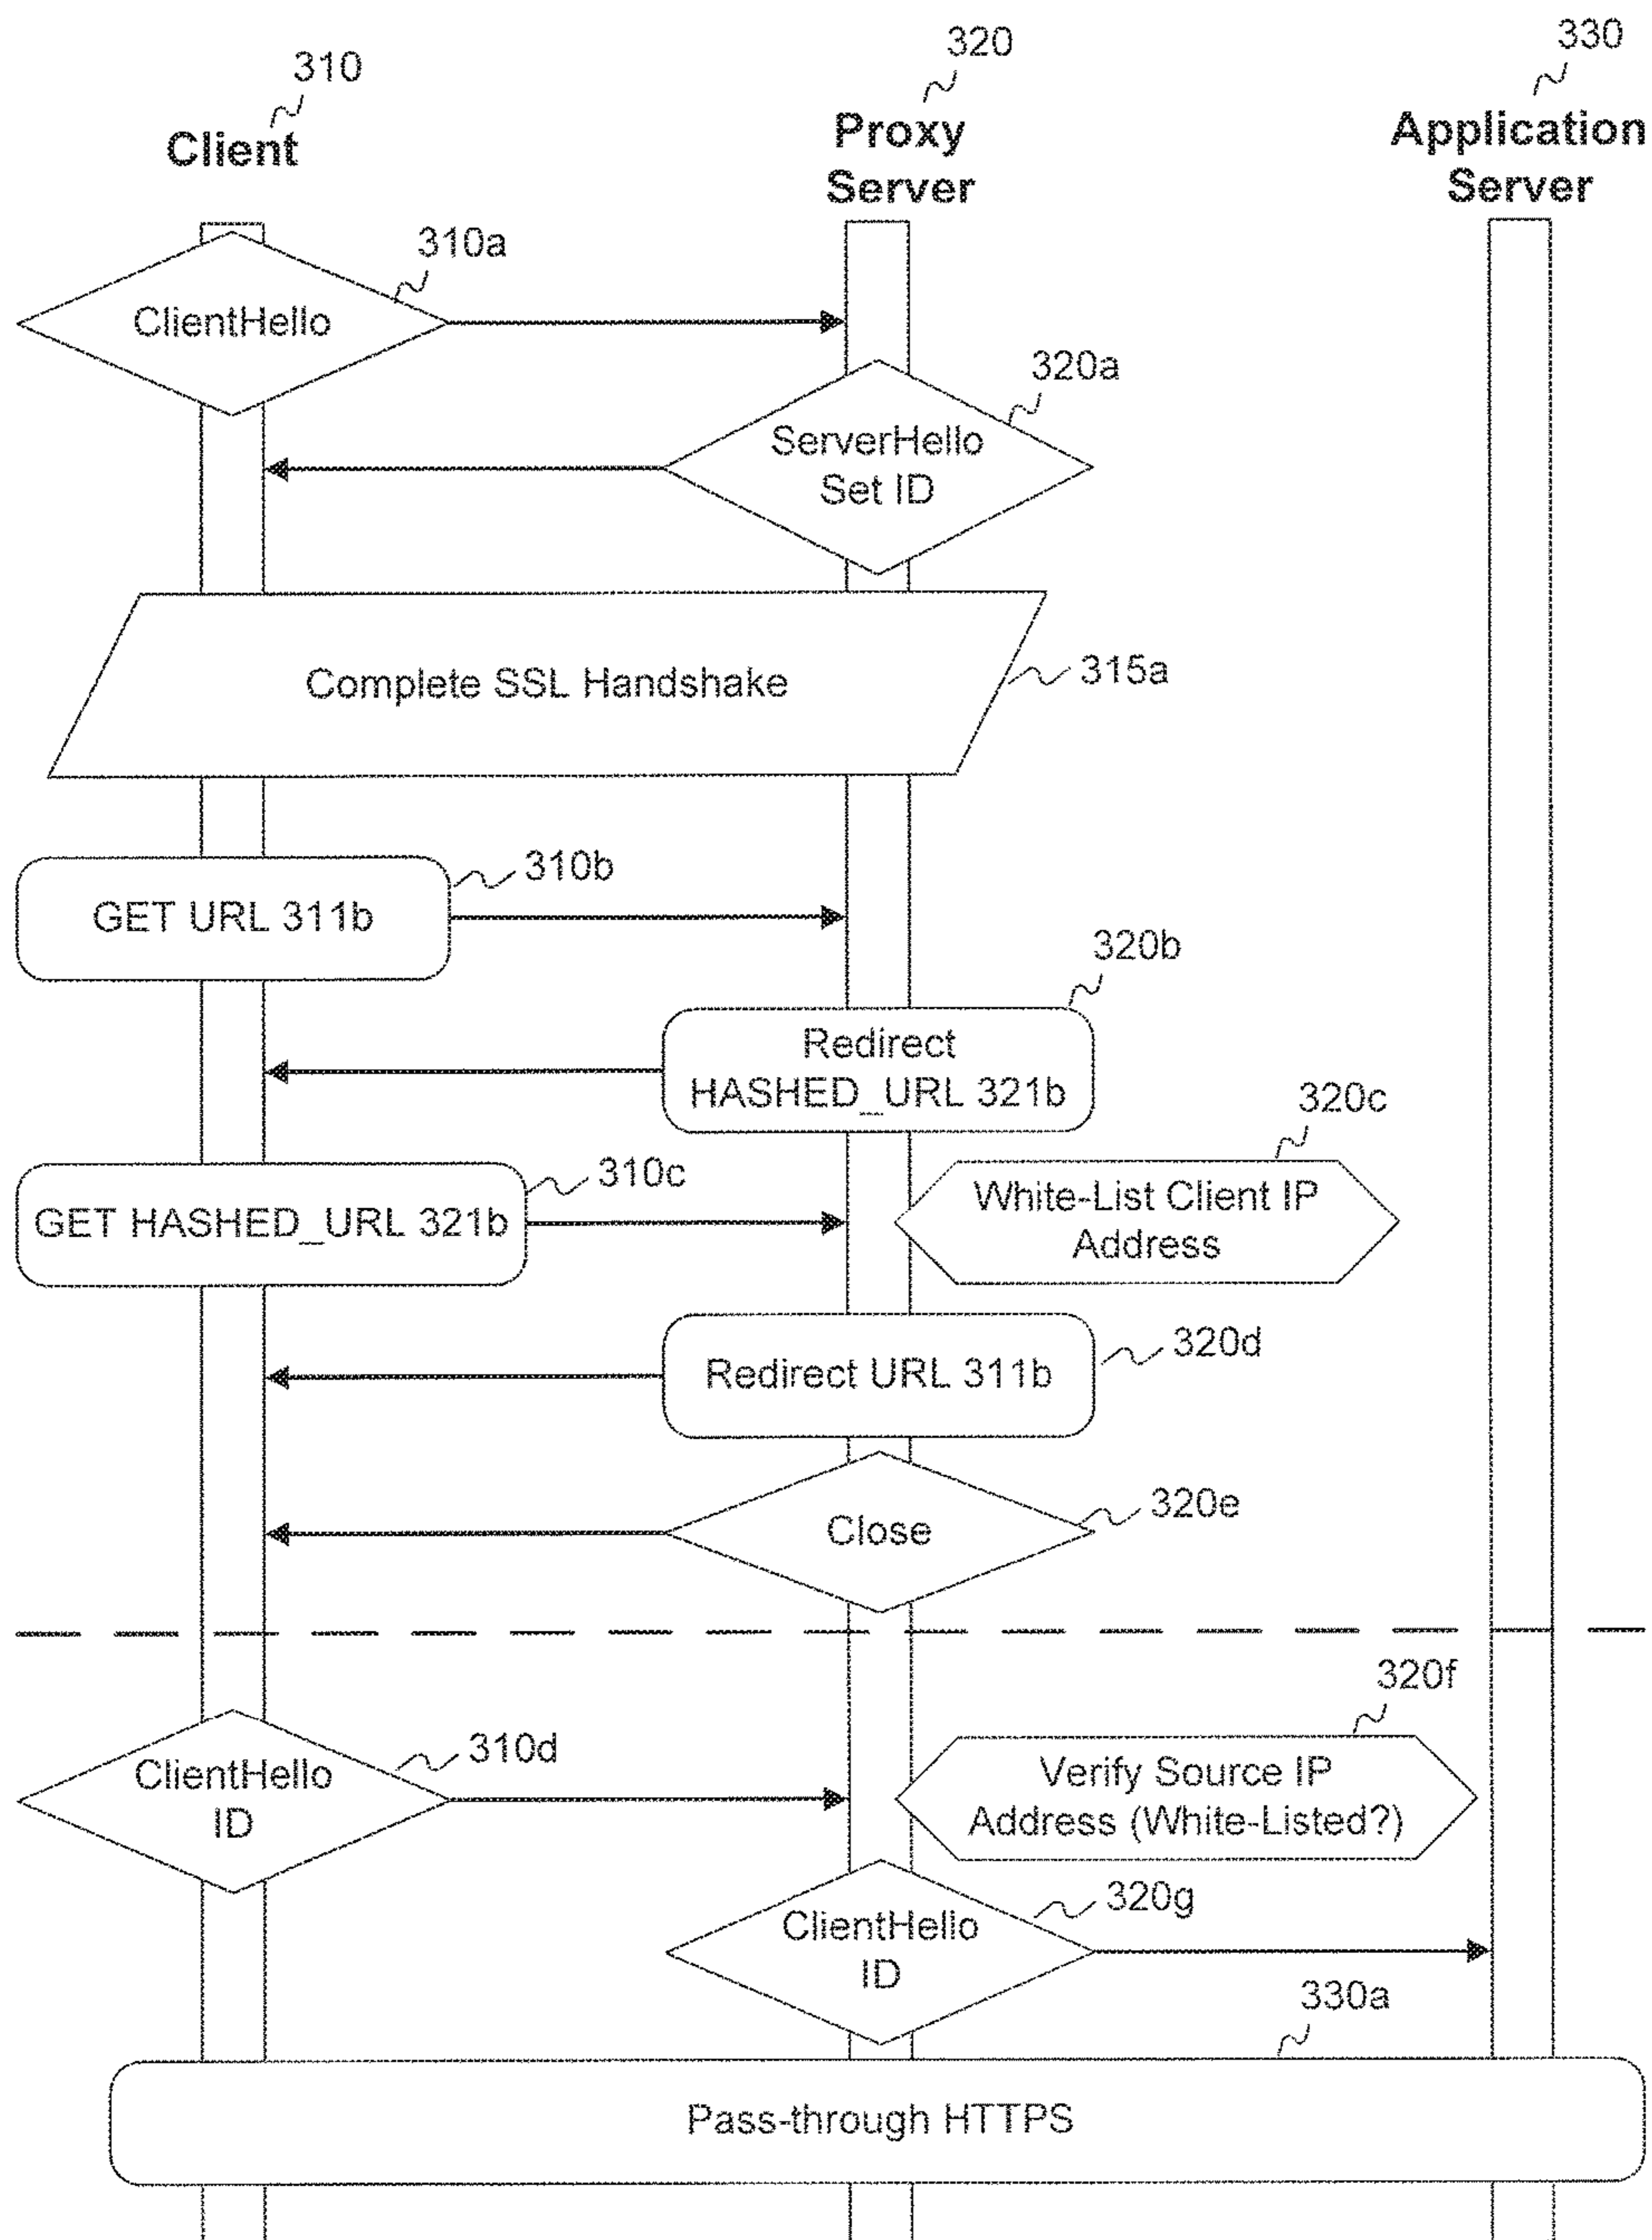 310
Client
320
Proxy
Server
330
Application
Server
310a
ClientHello
320a
ServerHello
Set ID
Complete SSL Handshake
315a
310b
GET URL 311b
320b
Redirect
HASHED_URL 321b
310c
GET HASHED_URL 321b
320c
White-List Client IP
Address
Redirect URL 311b
320d
Close
320e
310d
ClientHello
ID
320f
Verify Source IP
Address (White-Listed?)
320g
ClientHello
ID
330a
Pass-through HTTPS